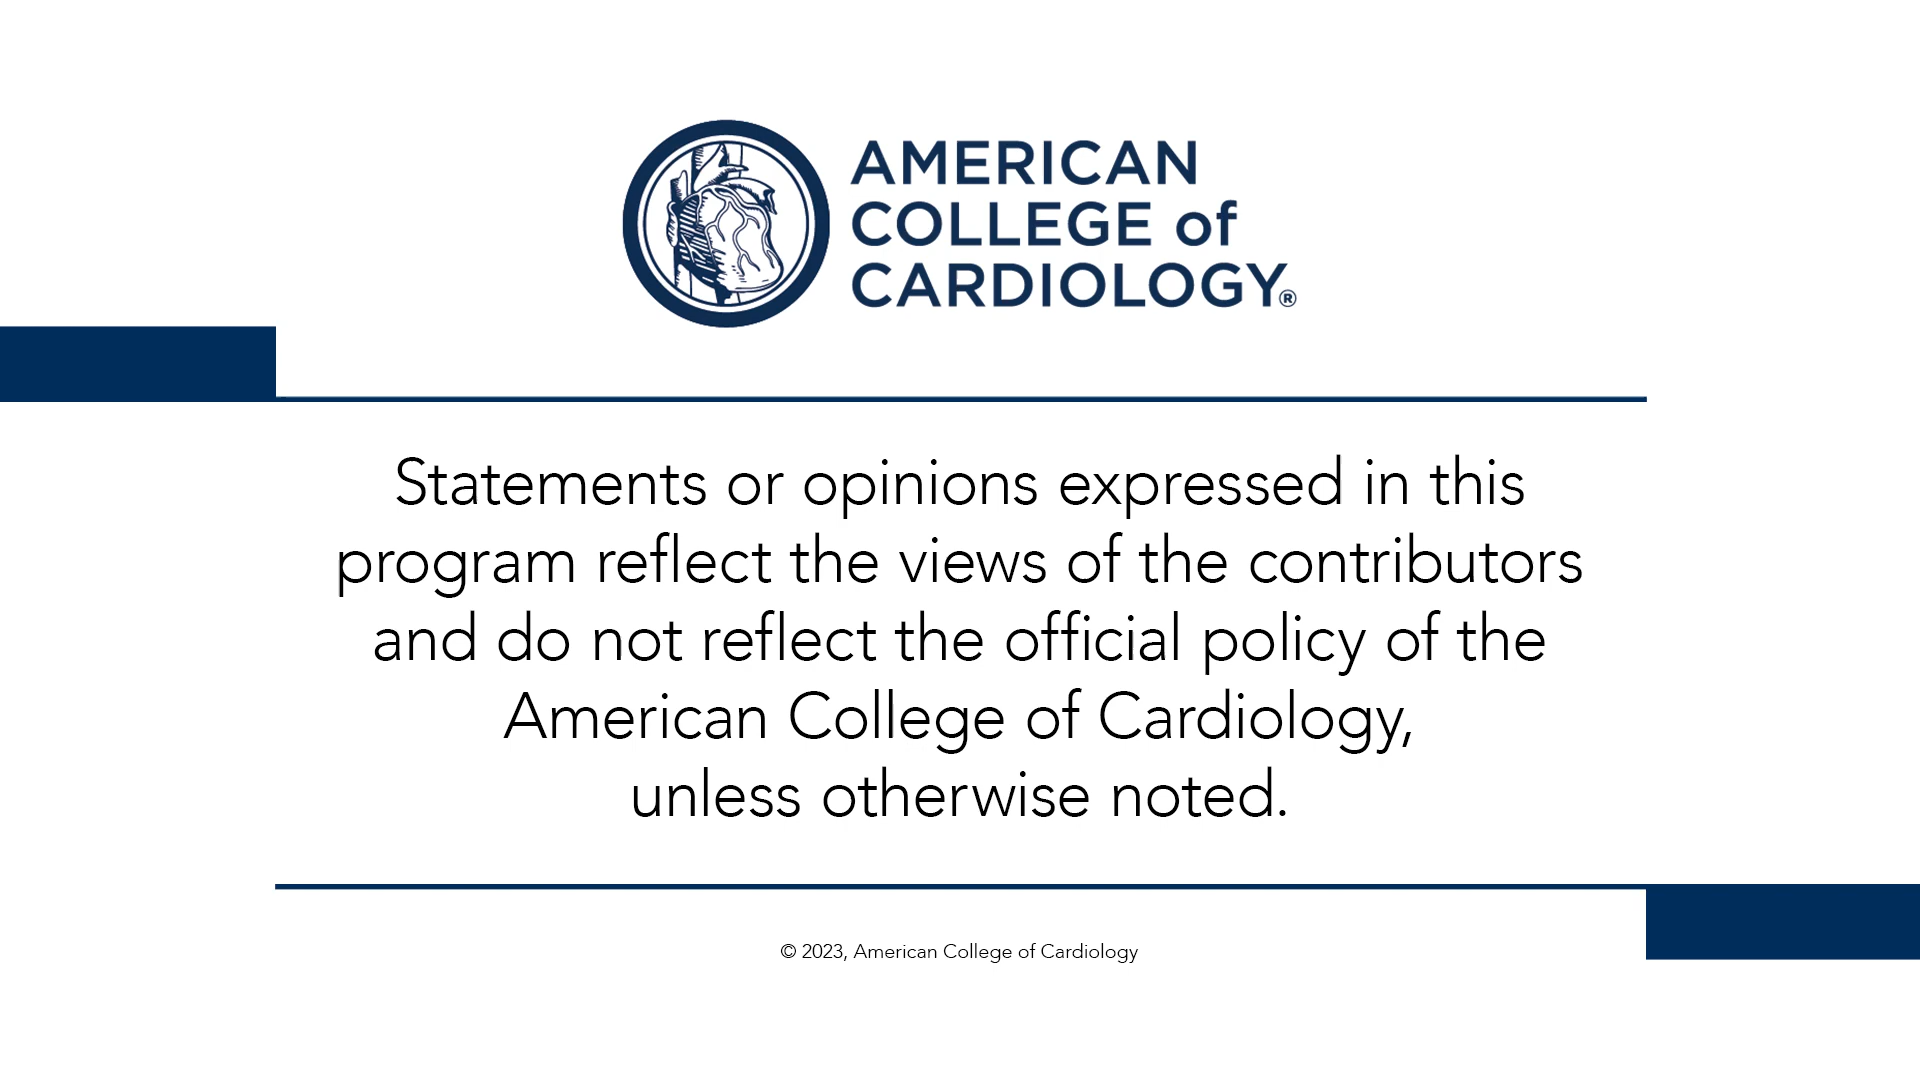 AMERICAN
COLLEGE of
CARDIOLOGY®
Statements or opinions expressed in this
program reflect the views of the contributors
and do not reflect the official policy of the
American College of Cardiology,
unless otherwise noted.
© 2023, American College of Cardiology